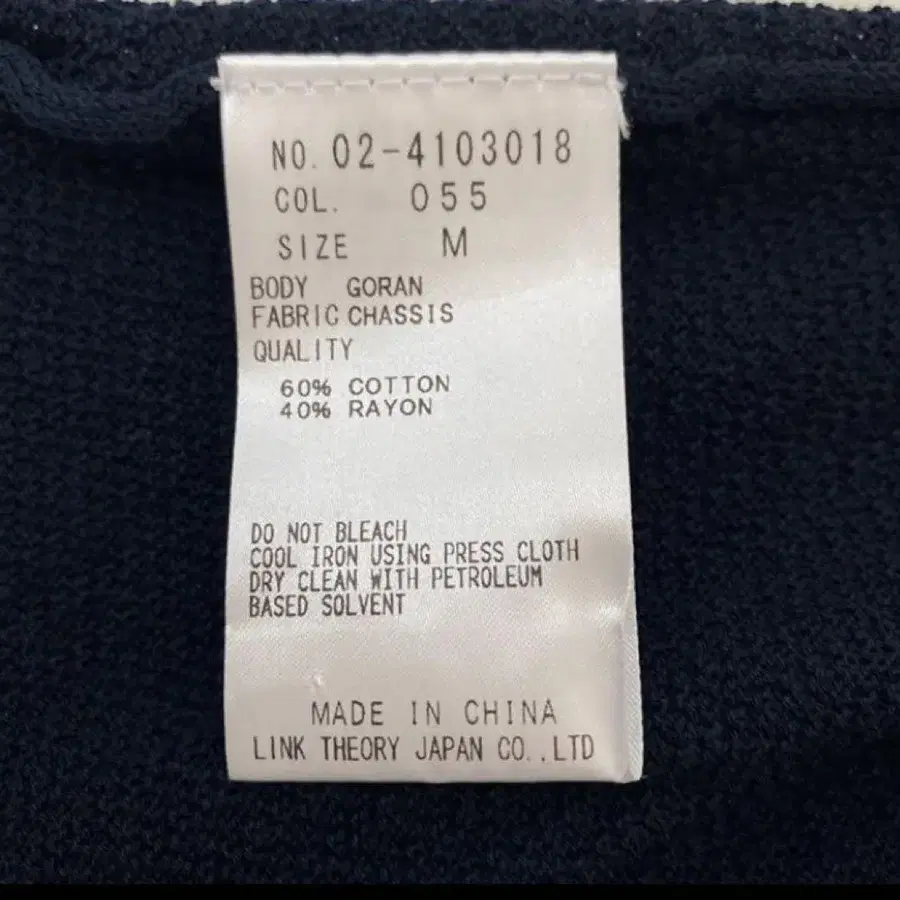 NO. 02-4103018
COL. 055
SIZE M
BODY GORAN
FABRIC CHASSIS
QUALITY
60% COTTON
40% RAYON
DO NOT BLEACH
COOL IRON USING PRESS CLOTH
DRY CLEAN WITH PETROLEUM
BASED SOLVENT
MADE IN CHINA
LINK THEORY JAPAN CO.,LTD